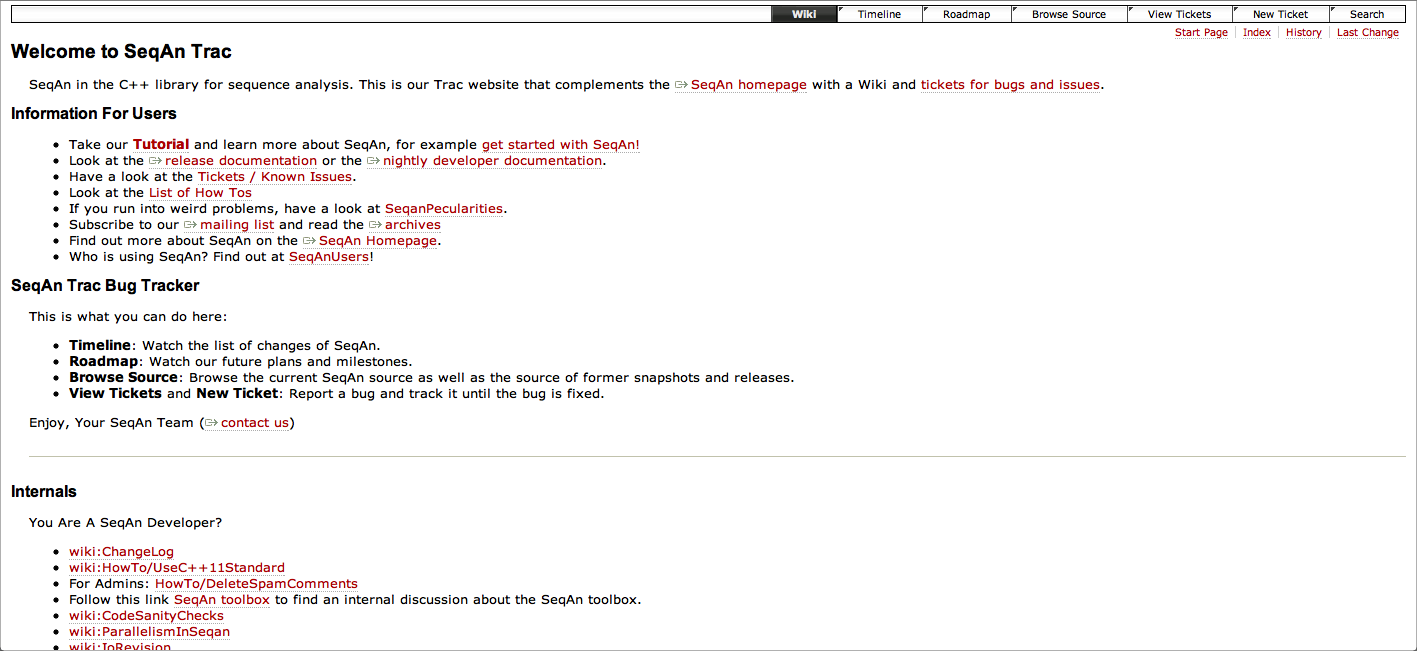 Wiki Timeline Roadmap Browse Source View Tickets New Ticket Search
Start Page Index History Last Change
Welcome to SeqAn Trac
SeqAn in the C++ library for sequence analysis. This is our Trac website that complements the SeqAn homepage with a Wiki and tickets for bugs and issues.
Information For Users
Take our Tutorial and learn more about SeqAn, for example get started with SeqAn!
Look at the release documentation or the nightly developer documentation.
Have a look at the Tickets / Known Issues.
Look at the List of How Tos
If you run into weird problems, have a look at SeqanPecularities.
Subscribe to our mailing list and read the archives
Find out more about SeqAn on the SeqAn Homepage.
Who is using SeqAn? Find out at SeqAnUsers!
SeqAn Trac Bug Tracker
This is what you can do here:
Timeline: Watch the list of changes of SeqAn.
Roadmap: Watch our future plans and milestones.
Browse Source: Browse the current SeqAn source as well as the source of former snapshots and releases.
View Tickets and New Ticket: Report a bug and track it until the bug is fixed.
Enjoy, Your SeqAn Team (contact us)
Internals
You Are A SeqAn Developer?
wiki:ChangeLog
wiki:HowTo/UseC++11Standard
For Admins: HowTo/DeleteSpamComments
Follow this link SeqAn toolbox to find an internal discussion about the SeqAn toolbox.
wiki:CodeSanityChecks
wiki:ParallelismInSeqan
wiki:IoRevision